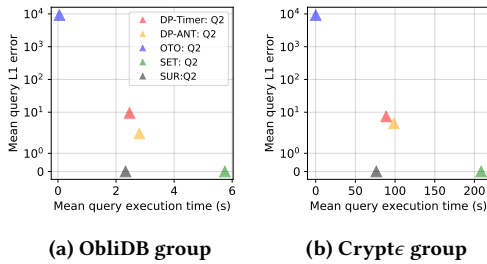 Mean query L1 error
10⁴
10³
10²
10¹
10⁰
0
DP-Timer: Q2
DP-ANT: Q2
OTO: Q2
SET: Q2
SUR:Q2
0 2 4 6
Mean query execution time (s)
(a) ObliDB group
Mean query L1 error
10⁴
10³
10²
10¹
10⁰
0
0 50 100 150 200
Mean query execution time (s)
(b) Cryptϵ group